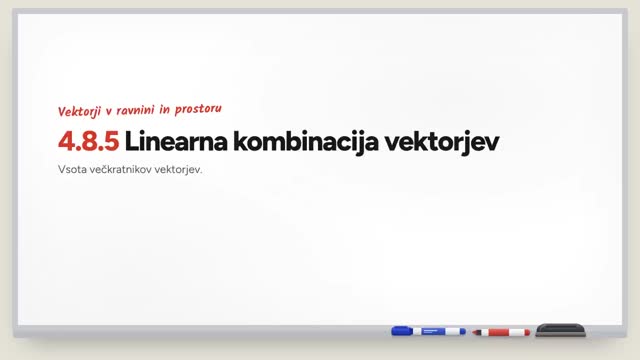 Vektorji v ravnini in prostoru
4.8.5 Linearna kombinacija vektorjev
Vsota večkratnikov vektorjev.